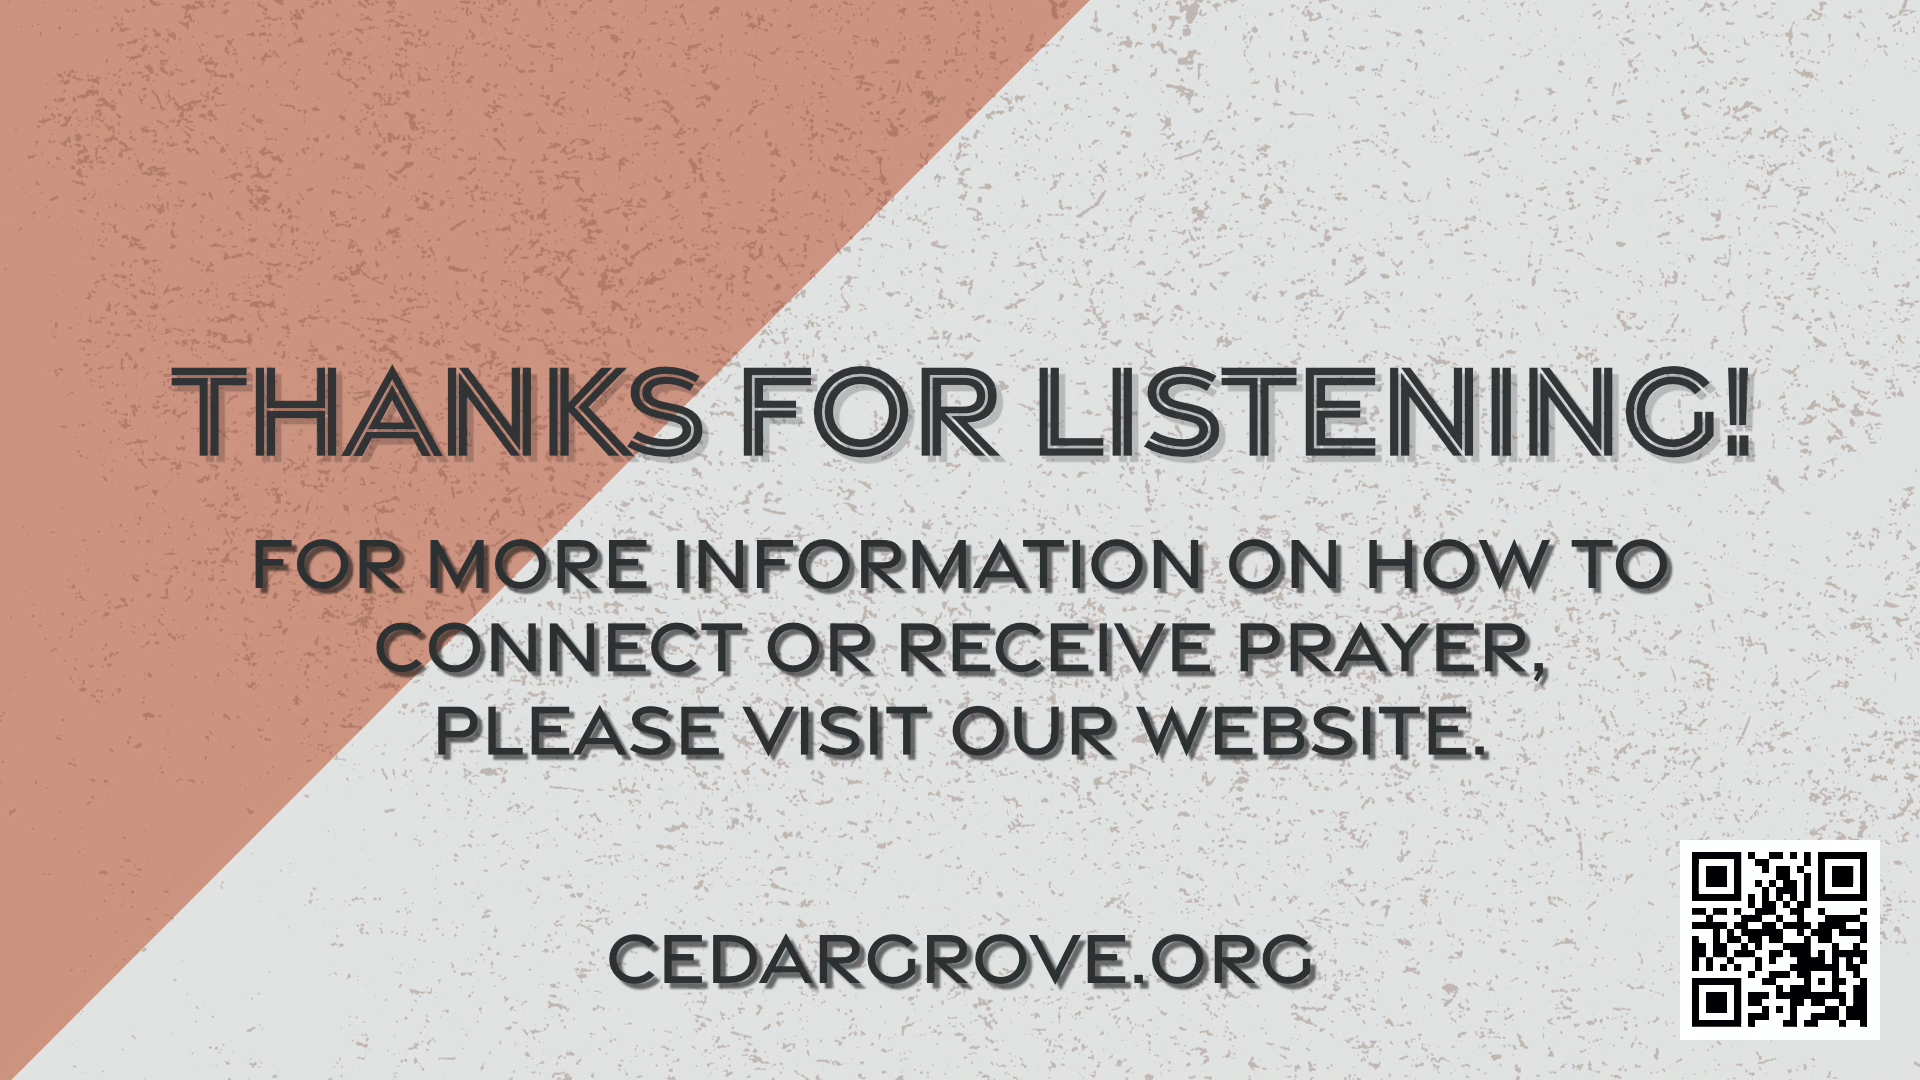 THANKS FOR LISTENING!
FOR MORE INFORMATION ON HOW TO
CONNECT OR RECEIVE PRAYER,
PLEASE VISIT OUR WEBSITE.
CEDARGROVE.ORG